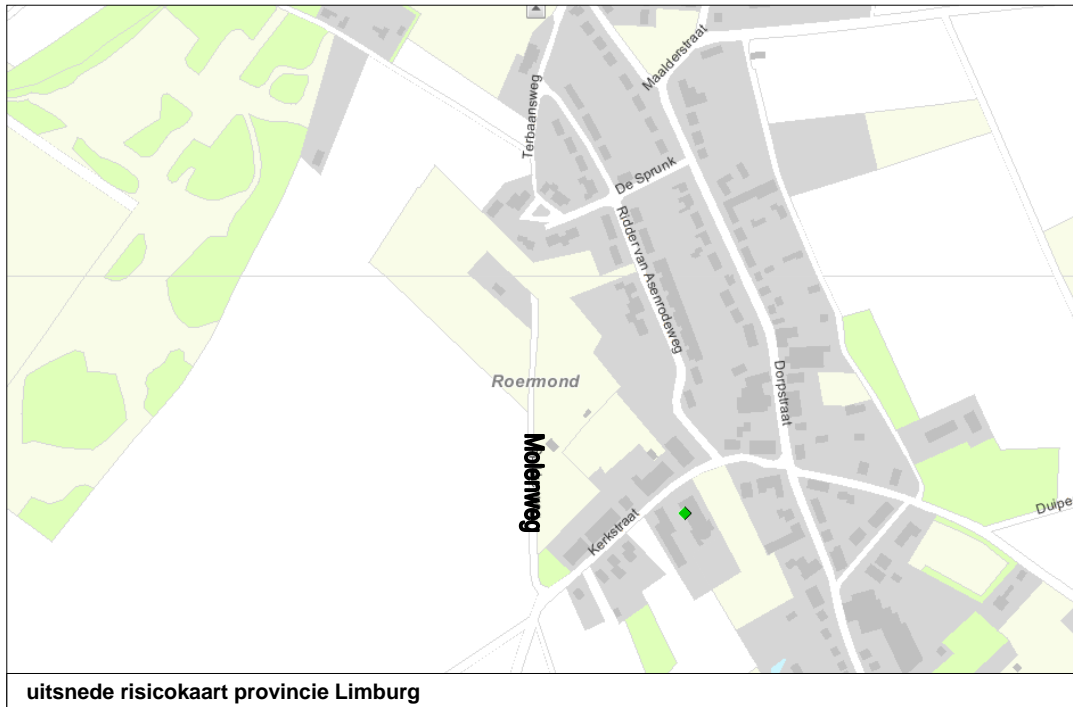 Maalderstraat
Terbaansweg
De Sprunk
Ridder van Asenrodeweg
Roermond
Dorpstraat
Molenweg
Kerkstraat
Duipe
uitsnede risicokaart provincie Limburg